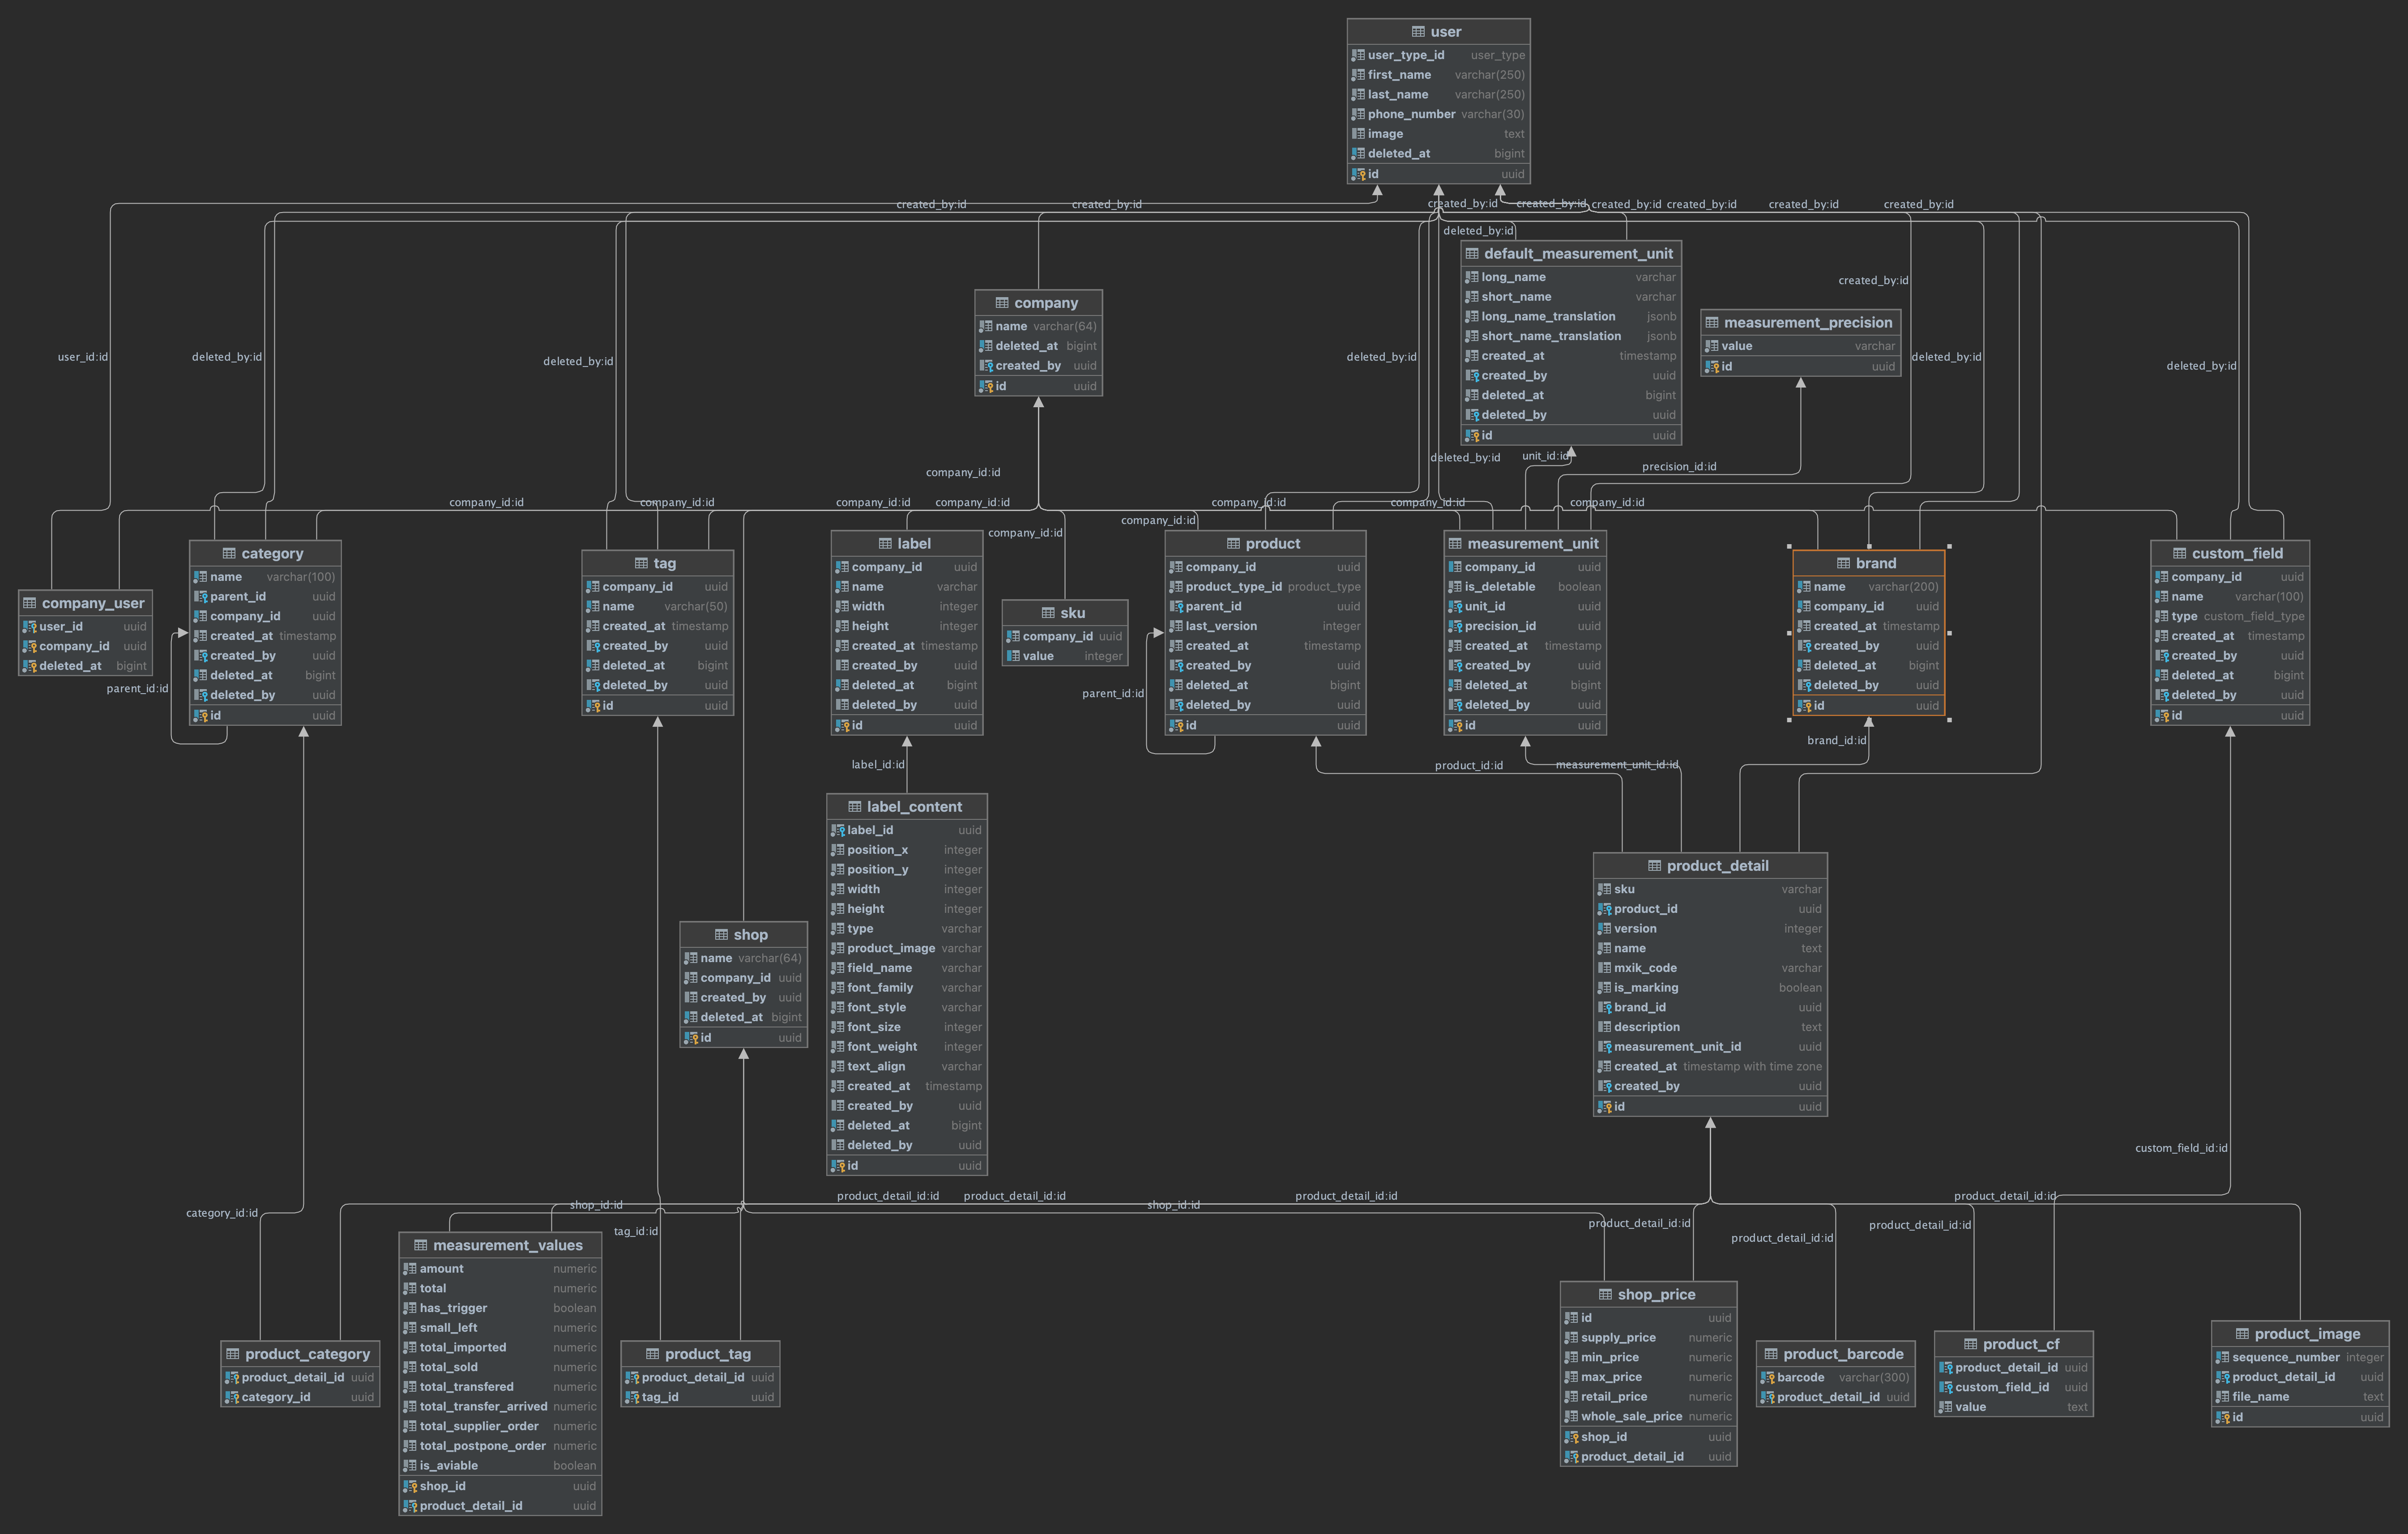 user
user_type_id user_type
first_name varchar(250)
last_name varchar(250)
phone_number varchar(30)
image text
deleted_at bigint
id uuid
created_by:id
created_by:id
created_by:id
created_by:id
created_by:id
created_by:id
created_by:id
created_by:id
deleted_by:id
default_measurement_unit
long_name varchar
short_name varchar
long_name_translation jsonb
short_name_translation jsonb
created_at timestamp
created_by uuid
deleted_at bigint
deleted_by uuid
id uuid
created_by:id
company
name varchar(64)
deleted_at bigint
created_by uuid
id uuid
measurement_precision
value varchar
id uuid
user_id:id
deleted_by:id
deleted_by:id
deleted_by:id
deleted_by:id
deleted_by:id
deleted_by:id
unit_id:id
precision_id:id
company_id:id
company_id:id
company_id:id
company_id:id
company_id:id
company_id:id
company_id:id
company_id:id
company_id:id
company_id:id
category
name varchar(100)
parent_id uuid
company_id uuid
created_at timestamp
created_by uuid
deleted_at bigint
deleted_by uuid
id uuid
parent_id:id
company_user
user_id uuid
company_id uuid
deleted_at bigint
tag
company_id uuid
name varchar(50)
created_at timestamp
created_by uuid
deleted_at bigint
deleted_by uuid
id uuid
label
company_id uuid
name varchar
width integer
height integer
created_at timestamp
created_by uuid
deleted_at bigint
deleted_by uuid
id uuid
sku
company_id uuid
value integer
product
company_id uuid
product_type_id product_type
parent_id uuid
last_version integer
created_at timestamp
created_by uuid
deleted_at bigint
deleted_by uuid
id uuid
parent_id:id
measurement_unit
company_id uuid
is_deletable boolean
unit_id uuid
precision_id uuid
created_at timestamp
created_by uuid
deleted_at bigint
deleted_by uuid
id uuid
brand
name varchar(200)
company_id uuid
created_at timestamp
created_by uuid
deleted_at bigint
deleted_by uuid
id uuid
custom_field
company_id uuid
name varchar(100)
type custom_field_type
created_at timestamp
created_by uuid
deleted_at bigint
deleted_by uuid
id uuid
label_id:id
product_id:id
measurement_unit_id:id
brand_id:id
label_content
label_id uuid
position_x integer
position_y integer
width integer
height integer
type varchar
product_image varchar
field_name varchar
font_family varchar
font_style varchar
font_size integer
font_weight integer
text_align varchar
created_at timestamp
created_by uuid
deleted_at bigint
deleted_by uuid
id uuid
shop
name varchar(64)
company_id uuid
created_by uuid
deleted_at bigint
id uuid
product_detail
sku varchar
product_id uuid
version integer
name text
mxik_code varchar
is_marking boolean
brand_id uuid
description text
measurement_unit_id uuid
created_at timestamp with time zone
created_by uuid
id uuid
custom_field_id:id
product_detail_id:id
product_detail_id:id
product_detail_id:id
product_detail_id:id
shop_id:id
shop_id:id
category_id:id
tag_id:id
product_detail_id:id
product_detail_id:id
product_detail_id:id
measurement_values
amount numeric
total numeric
has_trigger boolean
small_left numeric
total_imported numeric
total_sold numeric
total_transfered numeric
total_transfer_arrived numeric
total_supplier_order numeric
total_postpone_order numeric
is_aviable boolean
shop_id uuid
product_detail_id uuid
product_category
product_detail_id uuid
category_id uuid
product_tag
product_detail_id uuid
tag_id uuid
shop_price
id uuid
supply_price numeric
min_price numeric
max_price numeric
retail_price numeric
whole_sale_price numeric
shop_id uuid
product_detail_id uuid
product_barcode
barcode varchar(300)
product_detail_id uuid
product_cf
product_detail_id uuid
custom_field_id uuid
value text
product_image
sequence_number integer
product_detail_id uuid
file_name text
id uuid